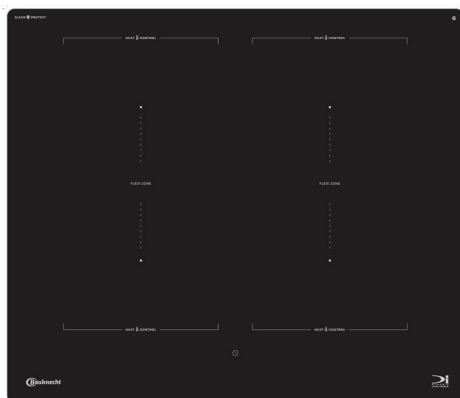 CLEAN PROTECT
HEAT CONTROL
HEAT CONTROL
FLEXI ZONE
FLEXI ZONE
HEAT CONTROL
HEAT CONTROL
Bauknecht